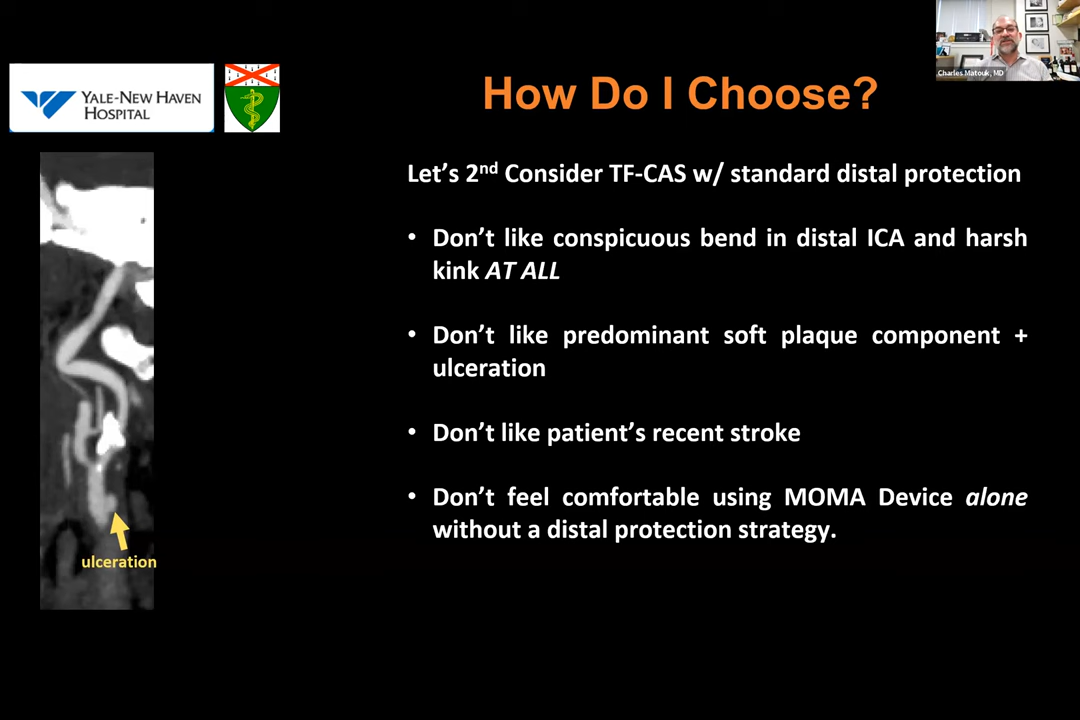 Charles Matouk, MD
YALE-NEW HAVEN
HOSPITAL
How Do I Choose?
Let's 2nd Consider TF-CAS w/ standard distal protection
• Don't like conspicuous bend in distal ICA and harsh
kink AT ALL
• Don't like predominant soft plaque component +
ulceration
• Don't like patient's recent stroke
• Don't feel comfortable using MOMA Device alone
without a distal protection strategy.
ulceration